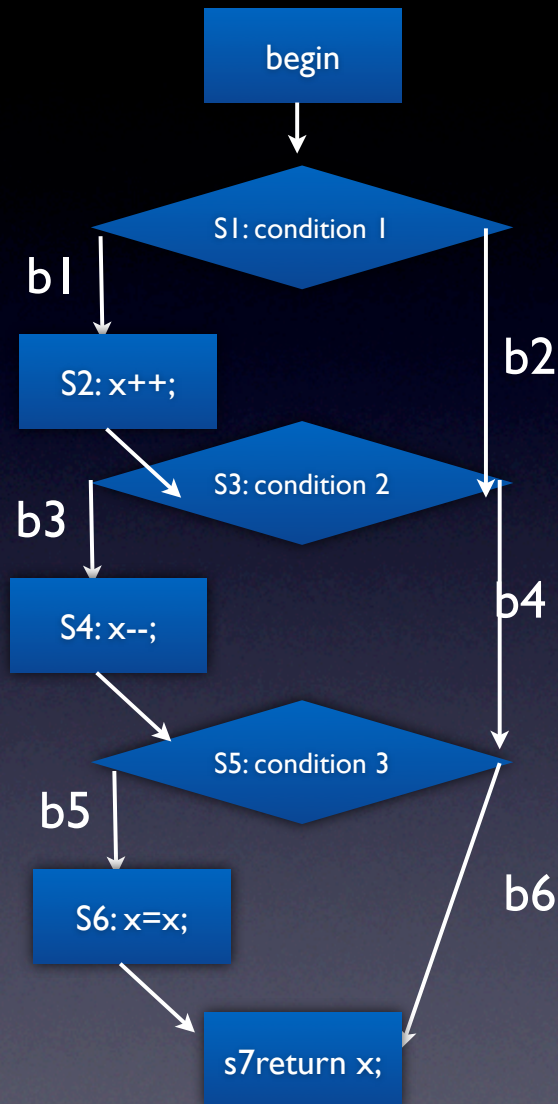 begin
S1: condition 1
b1
b2
S2: x++;
S3: condition 2
b3
b4
S4: x--;
S5: condition 3
b5
b6
S6: x=x;
s7return x;